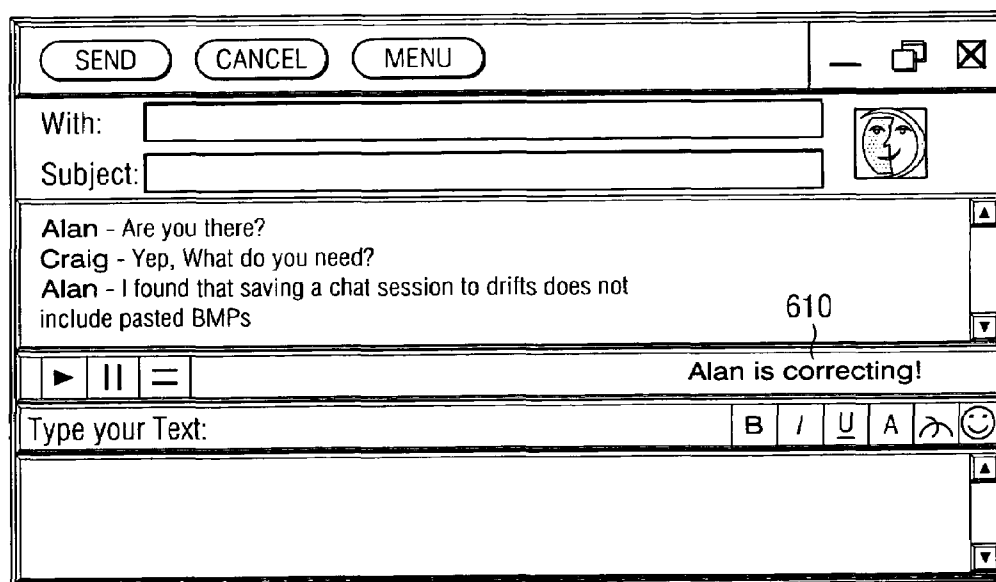 SEND CANCEL MENU
With:
Subject:
Alan - Are you there?
Craig - Yep, What do you need?
Alan - I found that saving a chat session to drifts does not
include pasted BMPs
610
Alan is correcting!
Type your Text: B I U A